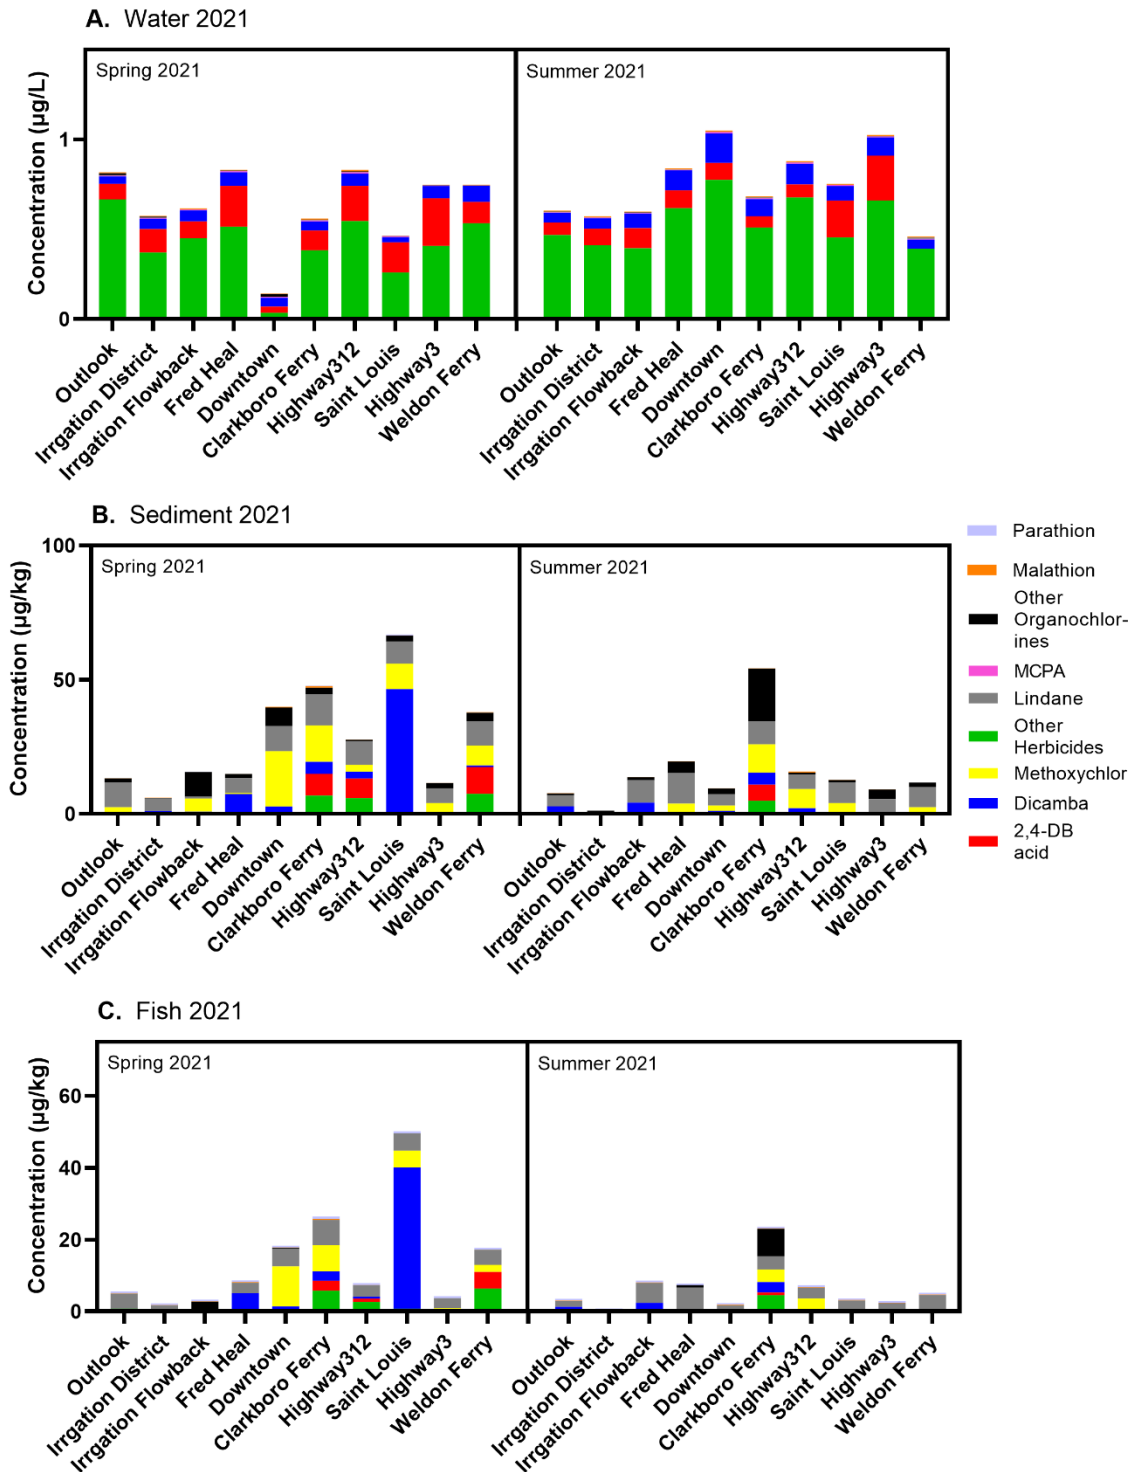 A. Water 2021
Spring 2021
Summer 2021
Concentration (µg/L)
1
0
Outlook
Irrgation District
Irrigation Flowback
Fred Heal
Downtown
Clarkboro Ferry
Highway312
Saint Louis
Highway3
Weldon Ferry
Outlook
Irrgation District
Irrgation Flowback
Fred Heal
Downtown
Clarkboro Ferry
Highway312
Saint Louis
Highway3
Weldon Ferry
B. Sediment 2021
Spring 2021
Summer 2021
Concentration (µg/kg)
100
50
0
Outlook
Irrgation District
Irrgation Flowback
Fred Heal
Downtown
Clarkboro Ferry
Highway312
Saint Louis
Highway3
Weldon Ferry
Outlook
Irrgation District
Irrgation Flowback
Fred Heal
Downtown
Clarkboro Ferry
Highway312
Saint Louis
Highway3
Weldon Ferry
Parathion
Malathion
Other
Organochlor-
ines
MCPA
Lindane
Other
Herbicides
Methoxychlor
Dicamba
2,4-DB
acid
C. Fish 2021
Spring 2021
Summer 2021
Concentration (µg/kg)
60
40
20
0
Outlook
Irrgation District
Irrgation Flowback
Fred Heal
Downtown
Clarkboro Ferry
Highway312
Saint Louis
Highway3
Weldon Ferry
Outlook
Irrgation District
Irrgation Flowback
Fred Heal
Downtown
Clarkboro Ferry
Highway312
Saint Louis
Highway3
Weldon Ferry